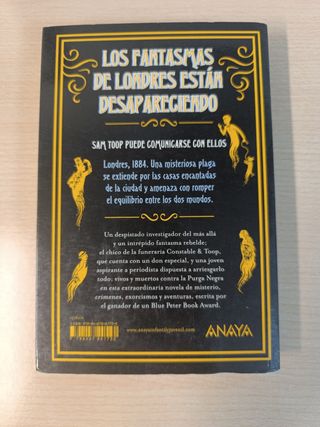 LOS FANTASMAS
DE LONDRES ESTÁN
DESAPARECIENDO
SAM TOOP PUEDE COMUNICARSE CON ELLOS
Londres, 1884. Una misteriosa plaga
se extiende por las casas encantadas
de la ciudad y amenaza con romper
el equilibrio entre los dos mundos.
Un despistado investigador del más allá
y un intrépido fantasma rebelde;
el chico de la funeraria Constable & Toop,
que cuenta con un don especial, y una joven
aspirante a periodista dispuesta a arriesgarlo
todo; vivos y muertos contra la Purga Negra
en esta extraordinaria novela de misterio,
crímenes, exorcismos y aventuras, escrita por
el ganador de un Blue Peter Book Award.
www.anayainfantilyjuvenil.com
ANAYA